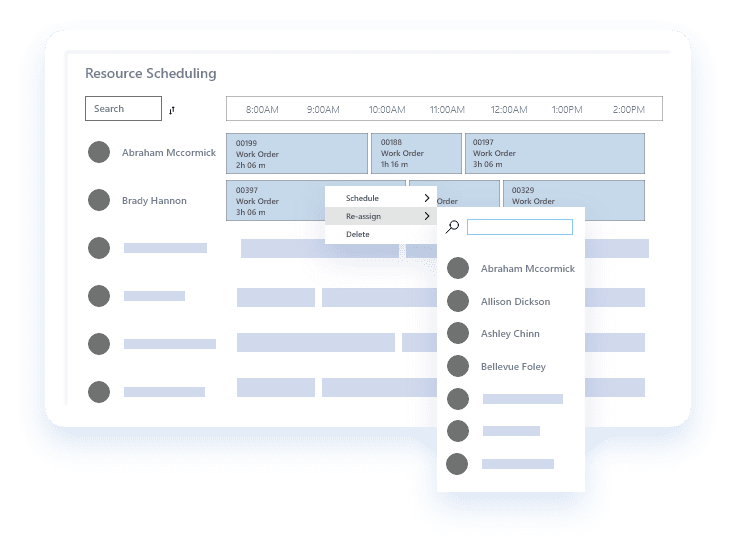 Resource Scheduling
Search
8:00AM 9:00AM 10:00AM 11:00AM 12:00AM 1:00PM 2:00PM
Abraham Mccormick
00199
Work Order
2h 06 m
00188
Work Order
1h 16 m
00197
Work Order
3h 06 m
Brady Hannon
00397
Work Order
3h 06 m
Order
00329
Work Order
Schedule
Re-assign
Delete
Abraham Mccormick
Allison Dickson
Ashley Chinn
Bellevue Foley